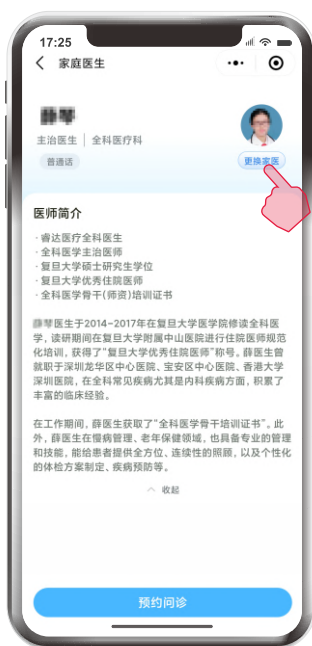 17:25
家庭医生
主治医生 | 全科医疗科
普通话
更换家医
医师简介
·睿达医疗全科医生
·全科医学主治医师
·复旦大学硕士研究生学位
·复旦大学优秀住院医师
·全科医学骨干(师资)培训证书
医生于2014~2017年在复旦大学医学院修读全科医
学, 读研期间在复旦大学附属中山医院进行住院医师规范
化培训, 获得了“复旦大学优秀住院医师”称号。薛医生曾
就职于深圳龙华区中心医院、宝安区中心医院、香港大学
深圳医院, 在全科常见疾病尤其是内科疾病方面, 积累了
丰富的临床经验。
在工作期间, 薛医生获取了“全科医学骨干培训证书”。此
外, 薛医生在慢病管理、老年保健领域, 也具备专业的管理
和技能, 能给患者提供全方位、连续性的照顾, 以及个性化
的体检方案制定、疾病预防等。
收起
预约问诊